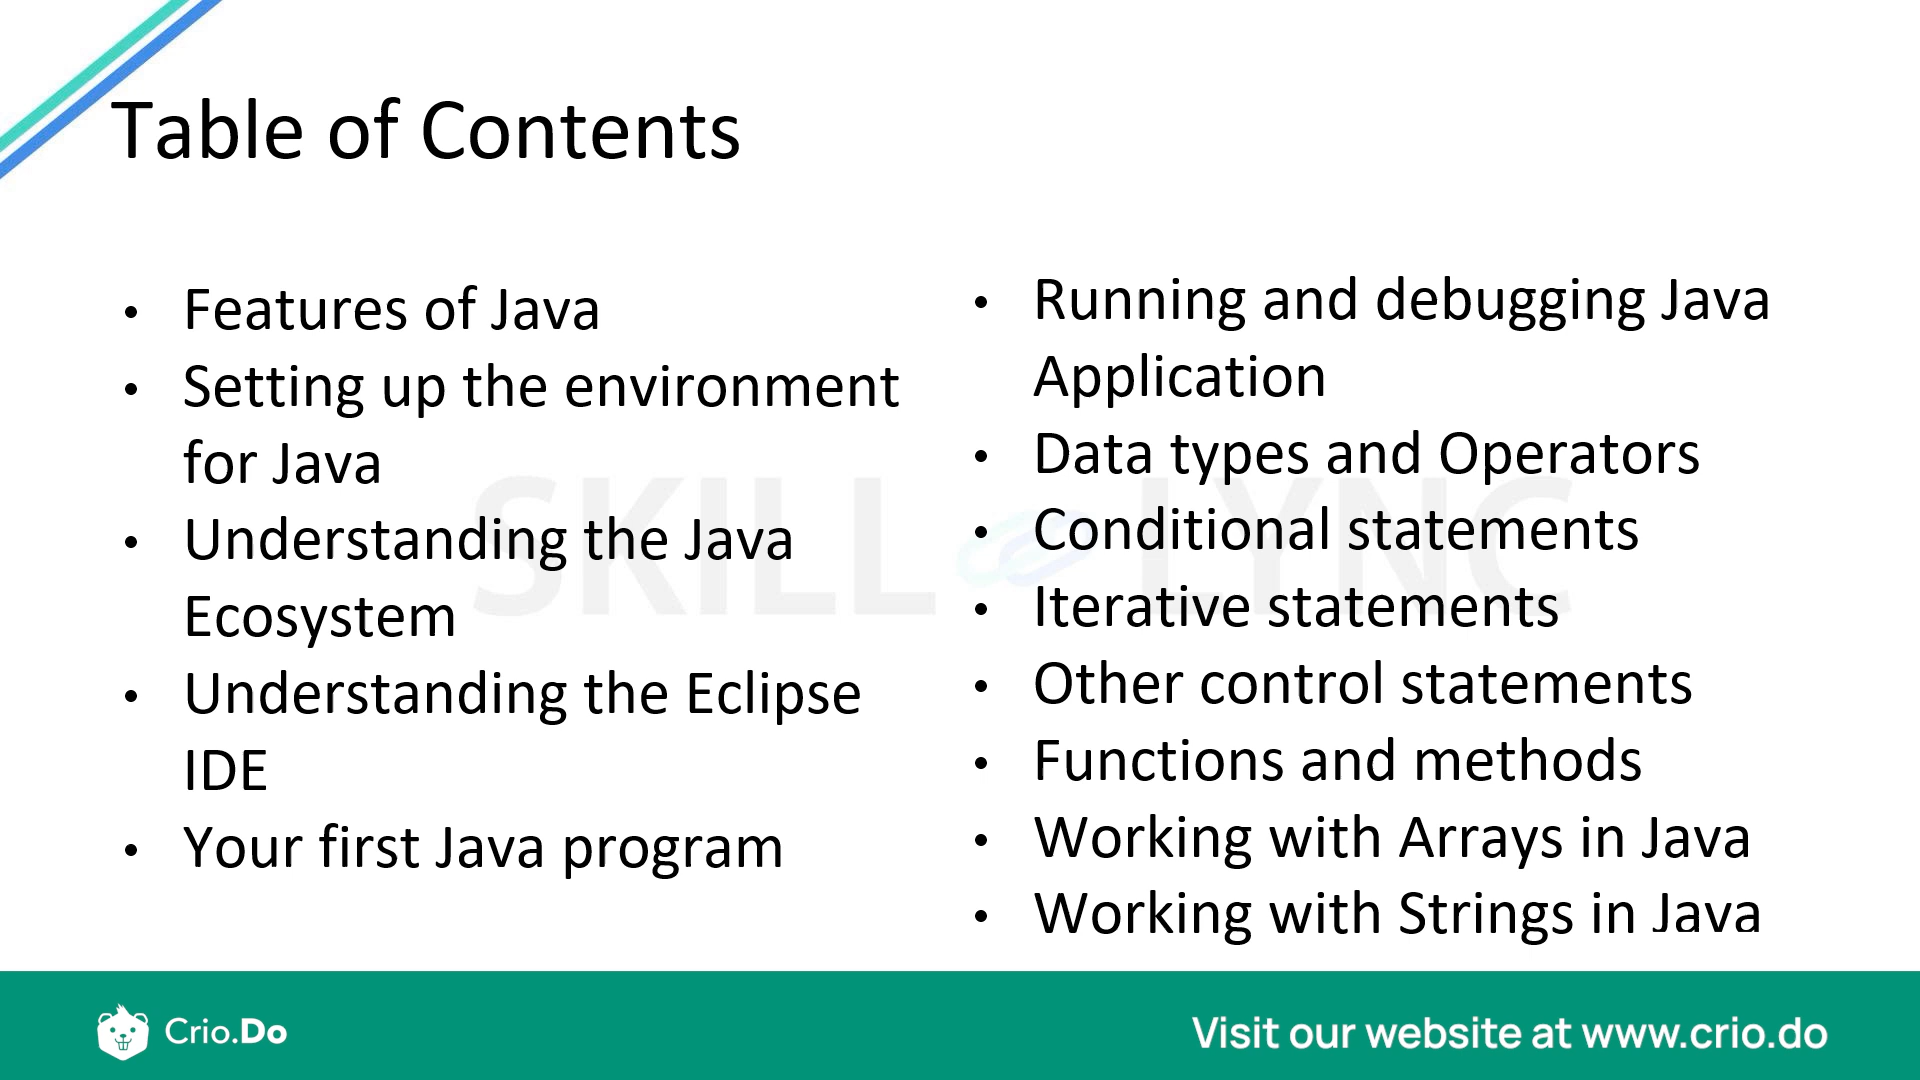 Table of Contents
• Features of Java
• Setting up the environment
for Java
• Understanding the Java
Ecosystem
• Understanding the Eclipse
IDE
• Your first Java program
• Running and debugging Java
Application
• Data types and Operators
• Conditional statements
• Iterative statements
• Other control statements
• Functions and methods
• Working with Arrays in Java
• Working with Strings in Java
SKILL LYNC
Crio.Do
Visit our website at www.crio.do